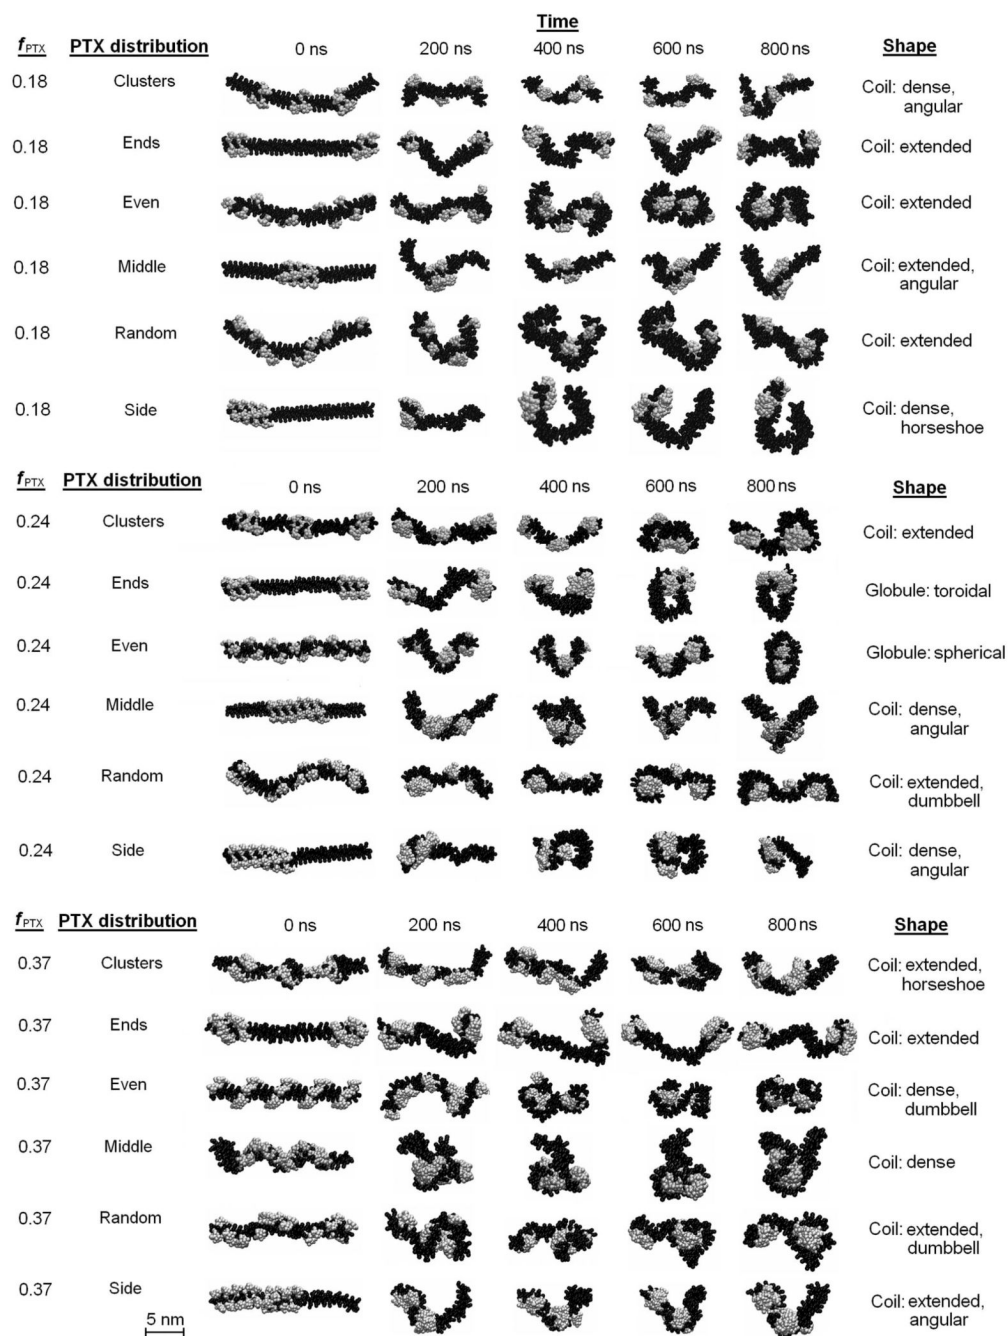 Time
fPTX PTX distribution 0 ns 200 ns 400 ns 600 ns 800 ns Shape
0.18 Clusters Coil: dense,
angular
0.18 Ends Coil: extended
0.18 Even Coil: extended
0.18 Middle Coil: extended,
angular
0.18 Random Coil: extended
0.18 Side Coil: dense,
horseshoe
fPTX PTX distribution 0 ns 200 ns 400 ns 600 ns 800 ns Shape
0.24 Clusters Coil: extended
0.24 Ends Globule: toroidal
0.24 Even Globule: spherical
0.24 Middle Coil: dense,
angular
0.24 Random Coil: extended,
dumbbell
0.24 Side Coil: dense,
angular
fPTX PTX distribution 0 ns 200 ns 400 ns 600 ns 800 ns Shape
0.37 Clusters Coil: extended,
horseshoe
0.37 Ends Coil: extended
0.37 Even Coil: dense,
dumbbell
0.37 Middle Coil: dense
0.37 Random Coil: extended,
dumbbell
0.37 Side Coil: extended,
angular
5 nm